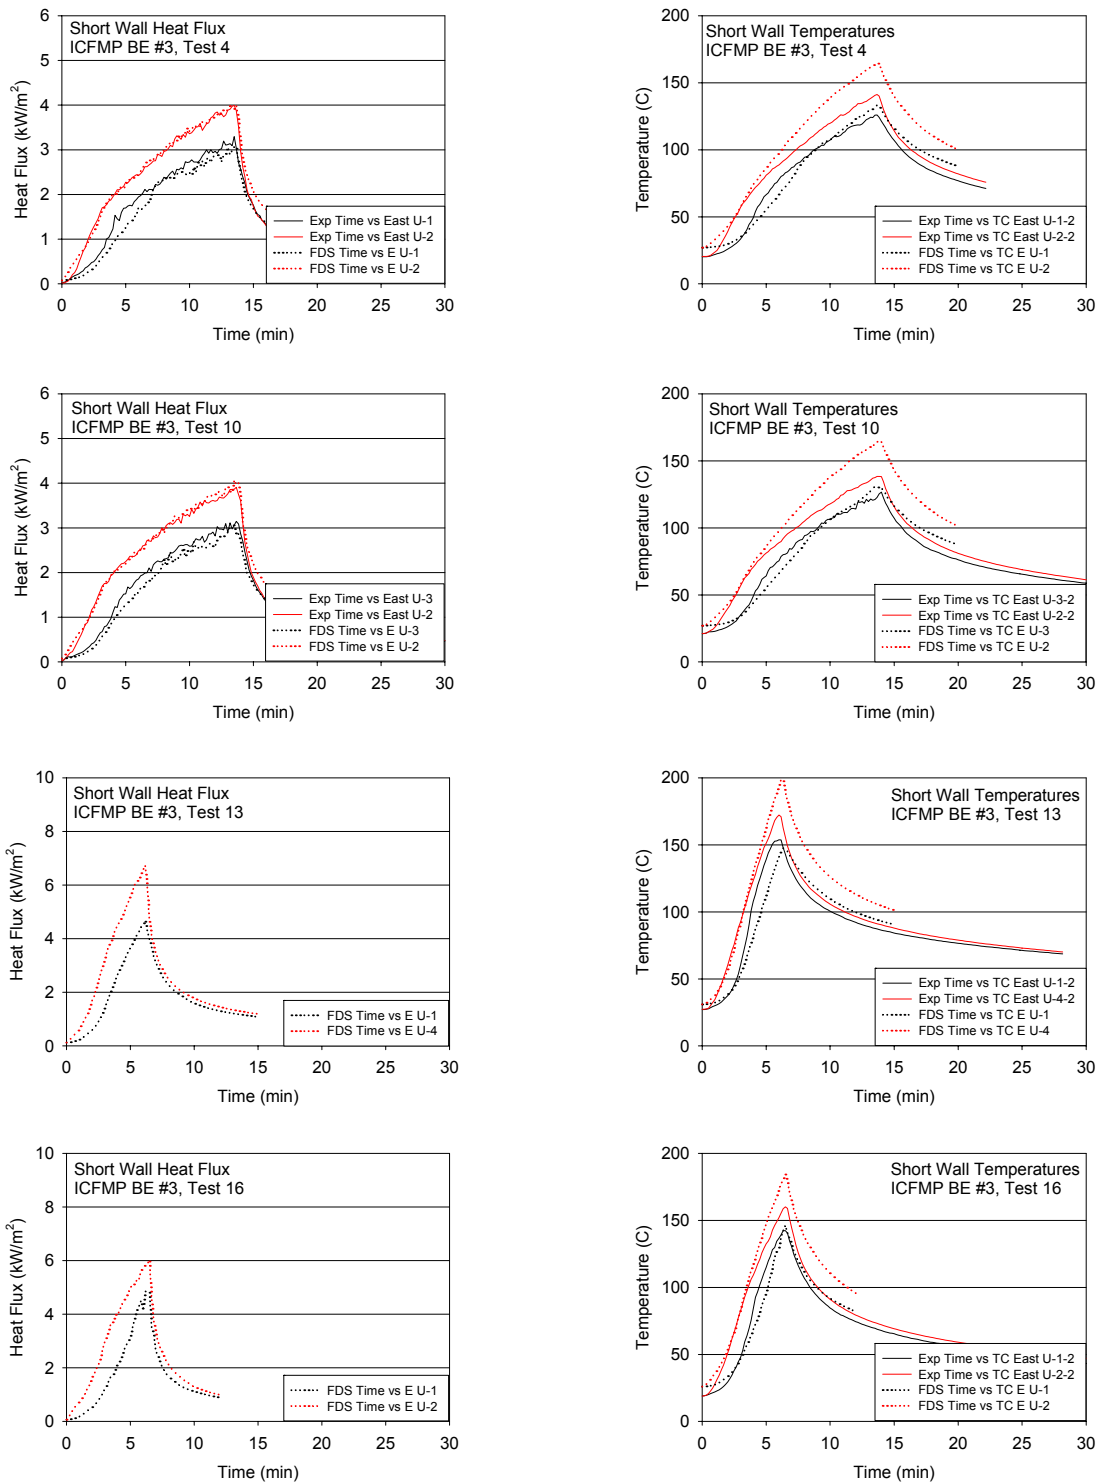 Short Wall Heat Flux
ICFMP BE #3, Test 4
Heat Flux (kW/m²)
6
5
4
3
2
1
0
Exp Time vs East U-1
Exp Time vs East U-2
FDS Time vs E U-1
FDS Time vs E U-2
0 5 10 15 20 25 30
Time (min)
Short Wall Temperatures
ICFMP BE #3, Test 4
Temperature (C)
200
150
100
50
0
Exp Time vs TC East U-1-2
Exp Time vs TC East U-2-2
FDS Time vs TC E U-1
FDS Time vs TC E U-2
0 5 10 15 20 25 30
Time (min)
Short Wall Heat Flux
ICFMP BE #3, Test 10
Heat Flux (kW/m²)
6
5
4
3
2
1
0
Exp Time vs East U-3
Exp Time vs East U-2
FDS Time vs E U-3
FDS Time vs E U-2
0 5 10 15 20 25 30
Time (min)
Short Wall Temperatures
ICFMP BE #3, Test 10
Temperature (C)
200
150
100
50
0
Exp Time vs TC East U-3-2
Exp Time vs TC East U-2-2
FDS Time vs TC E U-3
FDS Time vs TC E U-2
0 5 10 15 20 25 30
Time (min)
Short Wall Heat Flux
ICFMP BE #3, Test 13
Heat Flux (kW/m²)
10
8
6
4
2
0
FDS Time vs E U-1
FDS Time vs E U-4
0 5 10 15 20 25 30
Time (min)
Short Wall Temperatures
ICFMP BE #3, Test 13
Temperature (C)
200
150
100
50
0
Exp Time vs TC East U-1-2
Exp Time vs TC East U-4-2
FDS Time vs TC E U-1
FDS Time vs TC E U-4
0 5 10 15 20 25 30
Time (min)
Short Wall Heat Flux
ICFMP BE #3, Test 16
Heat Flux (kW/m²)
10
8
6
4
2
0
FDS Time vs E U-1
FDS Time vs E U-2
0 5 10 15 20 25 30
Time (min)
Short Wall Temperatures
ICFMP BE #3, Test 16
Temperature (C)
200
150
100
50
0
Exp Time vs TC East U-1-2
Exp Time vs TC East U-2-2
FDS Time vs TC E U-1
FDS Time vs TC E U-2
0 5 10 15 20 25 30
Time (min)